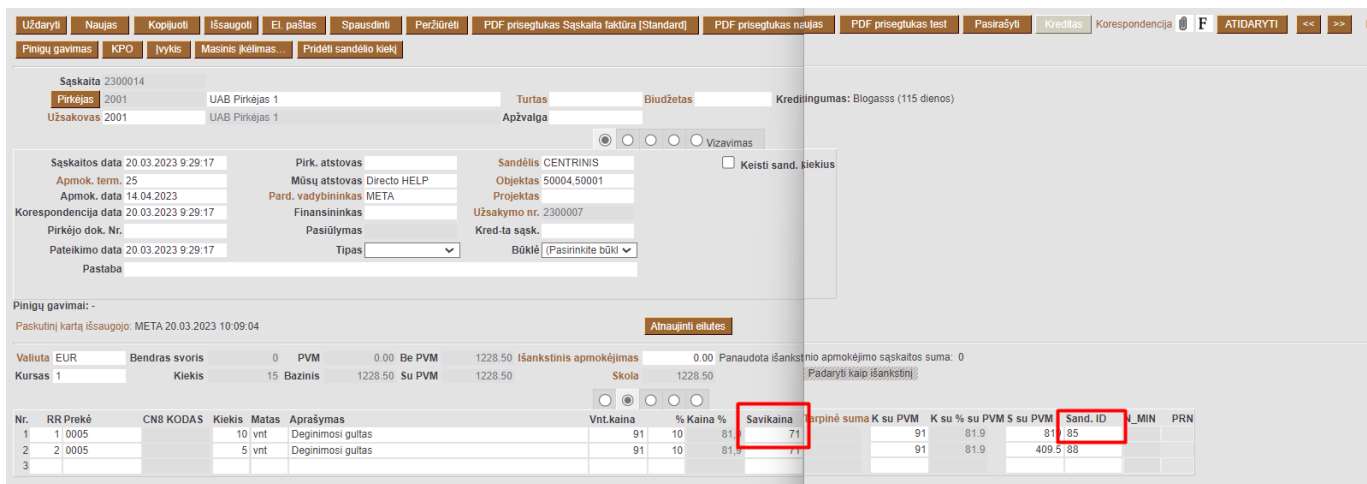 Uždaryti Naujas Kopijuoti Išsaugoti El. paštas Spausdinti Peržiūrėti PDF prisegtukas Sąskaita faktūra [Standard] PDF prisegtukas naujas PDF prisegtukas test Pasirašyti Kreditas Korespondencija F ATIDARYTI << >>
Pinigų gavimas KPO Įvykis Masinis įkėlimas... Pridėti sandėlio kiekį
Sąskaita 2300014
Pirkėjas 2001 UAB Pirkėjas 1 Turtas Biudžetas Kreditingumas: Blogasss (115 dienos)
Užsakovas 2001 UAB Pirkėjas 1 Apžvalga
Vizavimas
Sąskaitos data 20.03.2023 9:29:17 Pirk. atstovas Sandėlis CENTRINIS Keisti sand. kiekius
Apmok. term. 25 Mūsų atstovas Directo HELP Objektas 50004,50001
Apmok. data 14.04.2023 Pard. vadybininkas META Projektas
Korespondencija data 20.03.2023 9:29:17 Finansininkas Užsakymo nr. 2300007
Pirkėjo dok. Nr. Pasiūlymas Kred-ta sąsk.
Pateikimo data 20.03.2023 9:29:17 Tipas Būklė (Pasirinkite būkl
Pastaba
Pinigų gavimai: -
Paskutinį kartą išsaugojo: META 20.03.2023 10:09:04 Atnaujinti eilutes
Valiuta EUR Bendras svoris 0 PVM 0.00 Be PVM 1228.50 Išankstinis apmokėjimas 0.00 Panaudota išankstinio apmokėjimo sąskaitos suma: 0
Kursas 1 Kiekis 15 Bazinis 1228.50 Su PVM 1228.50 Skola 1228.50 Padaryti kaip išankstinį
Nr. RR Prekė CN8 KODAS Kiekis Matas Aprašymas Vnt.kaina % Kaina % Savikaina Tarpinė suma K su PVM K su % su PVM S su PVM Sand. ID N_MIN PRN
1 1 0005 10 vnt Deginimosi gultas 91 10 81,9 71 91 81.9 819 85
2 2 0005 5 vnt Deginimosi gultas 91 10 81,9 71 91 81.9 409.5 88
3